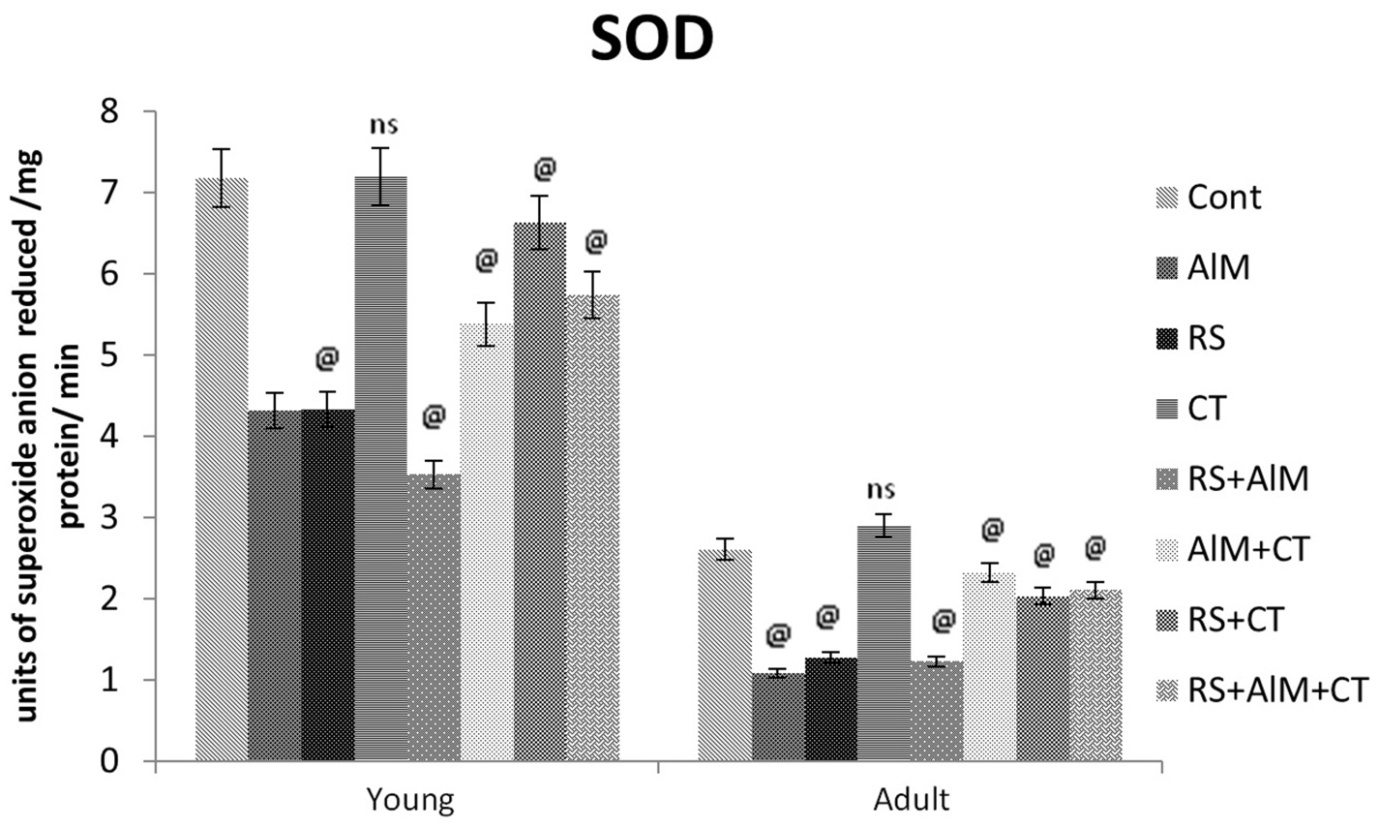 SOD
units of superoxide anion reduced /mg
protein/ min
8
7
6
5
4
3
2
1
0
ns
@
@
@
@
@
ns
@
@
@
@
@
@
Young
Adult
Cont
AlM
RS
CT
RS+AlM
AlM+CT
RS+CT
RS+AlM+CT